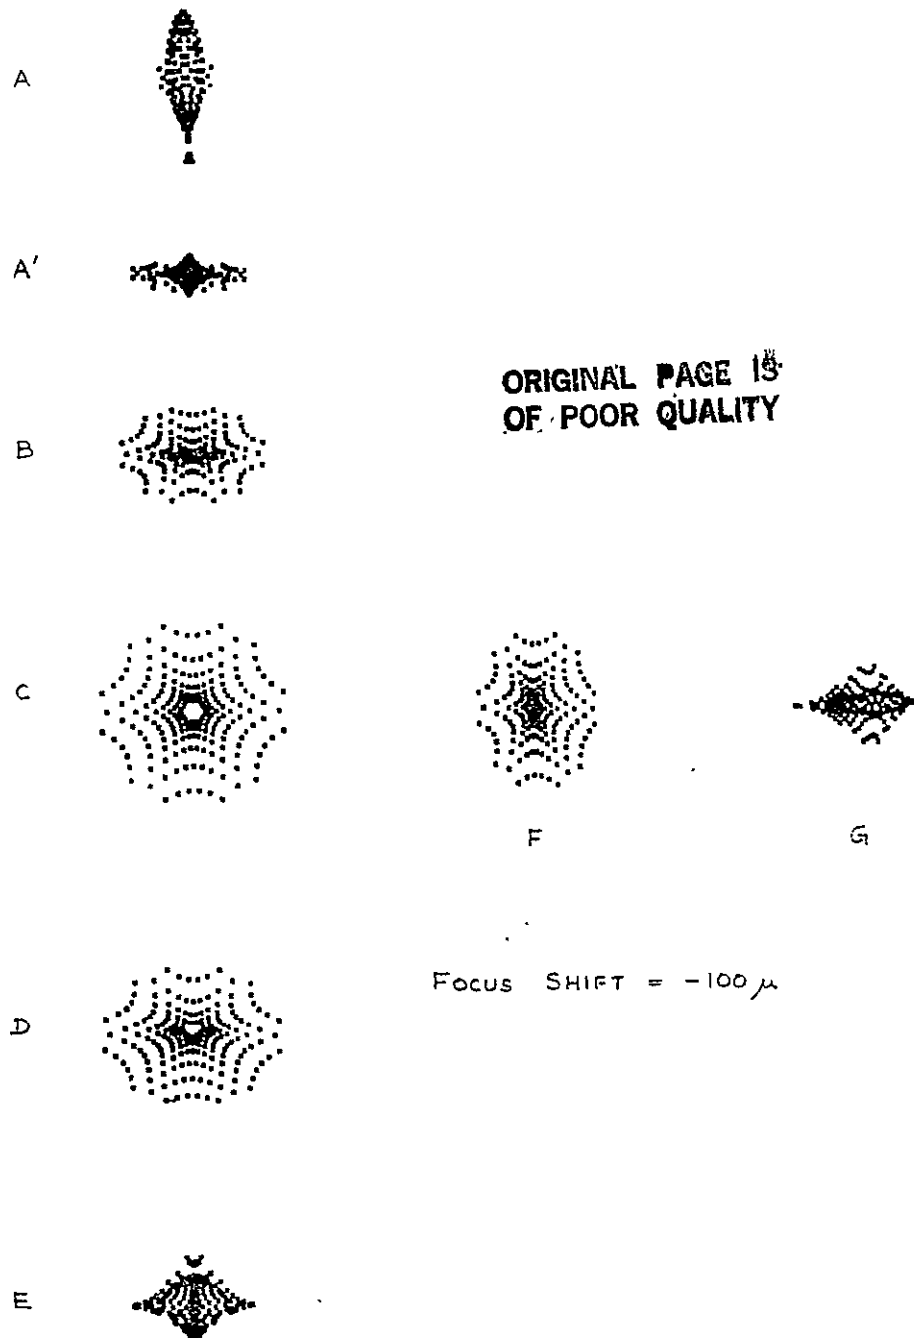 A
A'
ORIGINAL PAGE IS
OF POOR QUALITY
B
C
F
G
FOCUS SHIFT = -100 μ
D
E